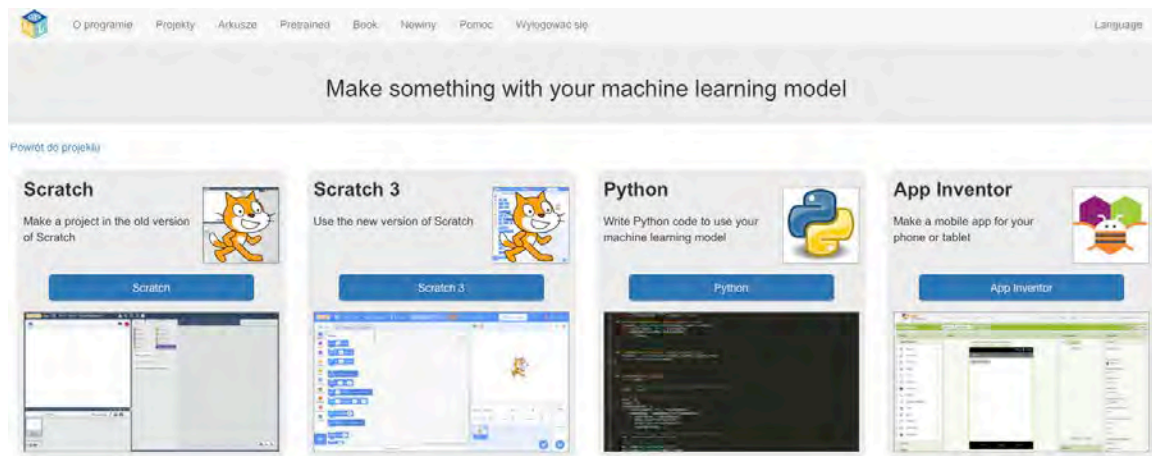 O programie Projekty Arkusze Pretrained Book Nowiny Pomoc Wylogować się Language
Make something with your machine learning model
Powrót do projektu
Scratch
Make a project in the old version
of Scratch
Scratch
Scratch 3
Use the new version of Scratch
Scratch 3
Python
Write Python code to use your
machine learning model
Python
App Inventor
Make a mobile app for your
phone or tablet
App Inventor